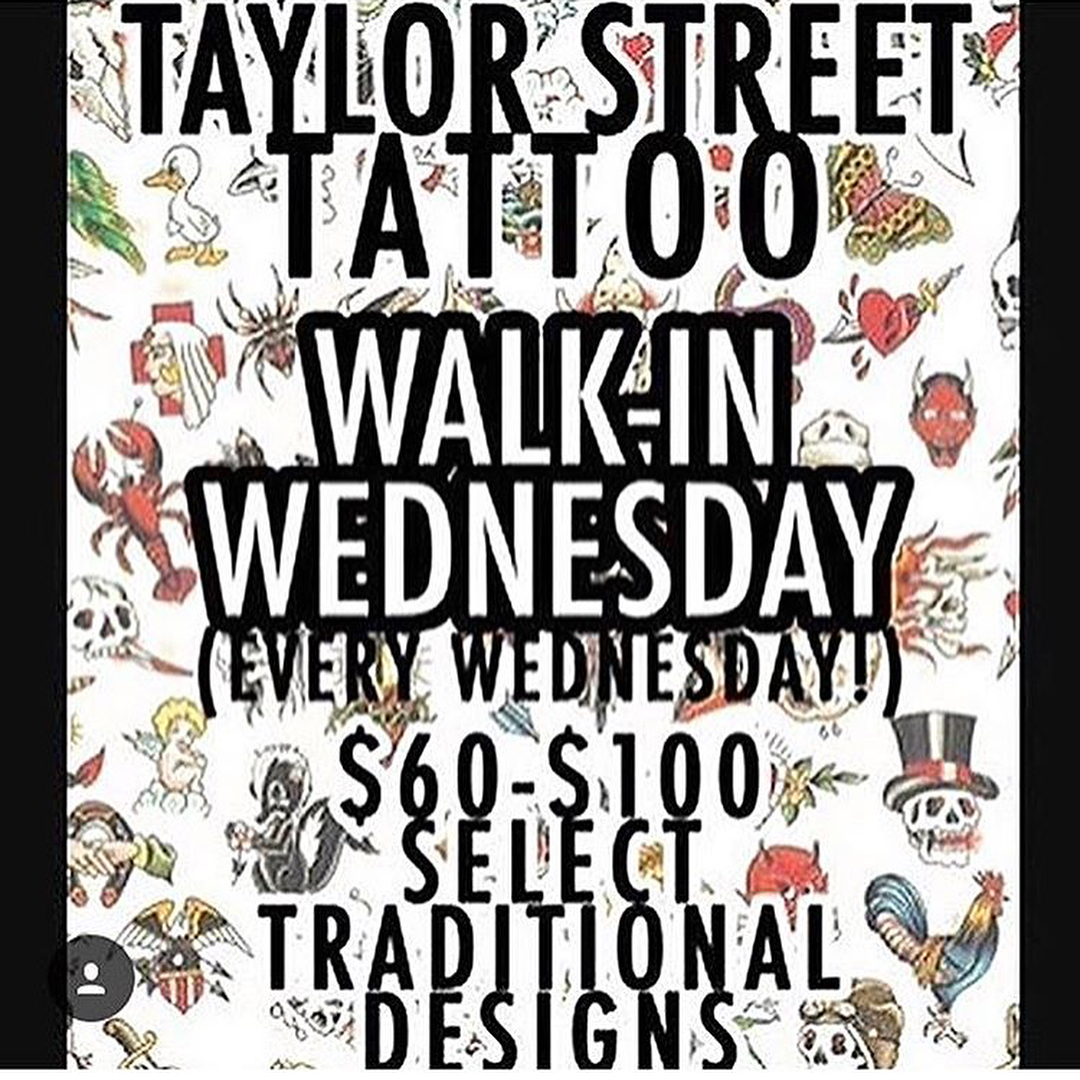 TAYLOR STREET
TATTOO
WALK-IN
WEDNESDAY
(EVERY WEDNESDAY!)
$60-$100
SELECT
TRADITIONAL
DESIGNS